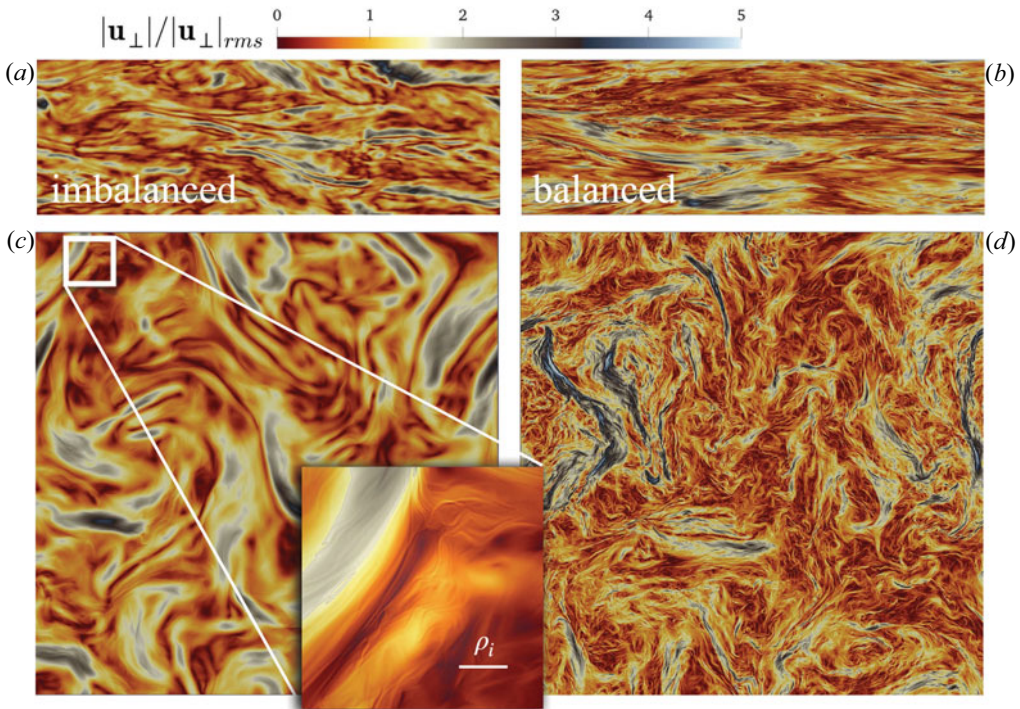 0 1 2 3 4 5
|𝐮⊥|/|𝐮⊥|rms
(a) (b)
imbalanced balanced
(c) (d)
ρi